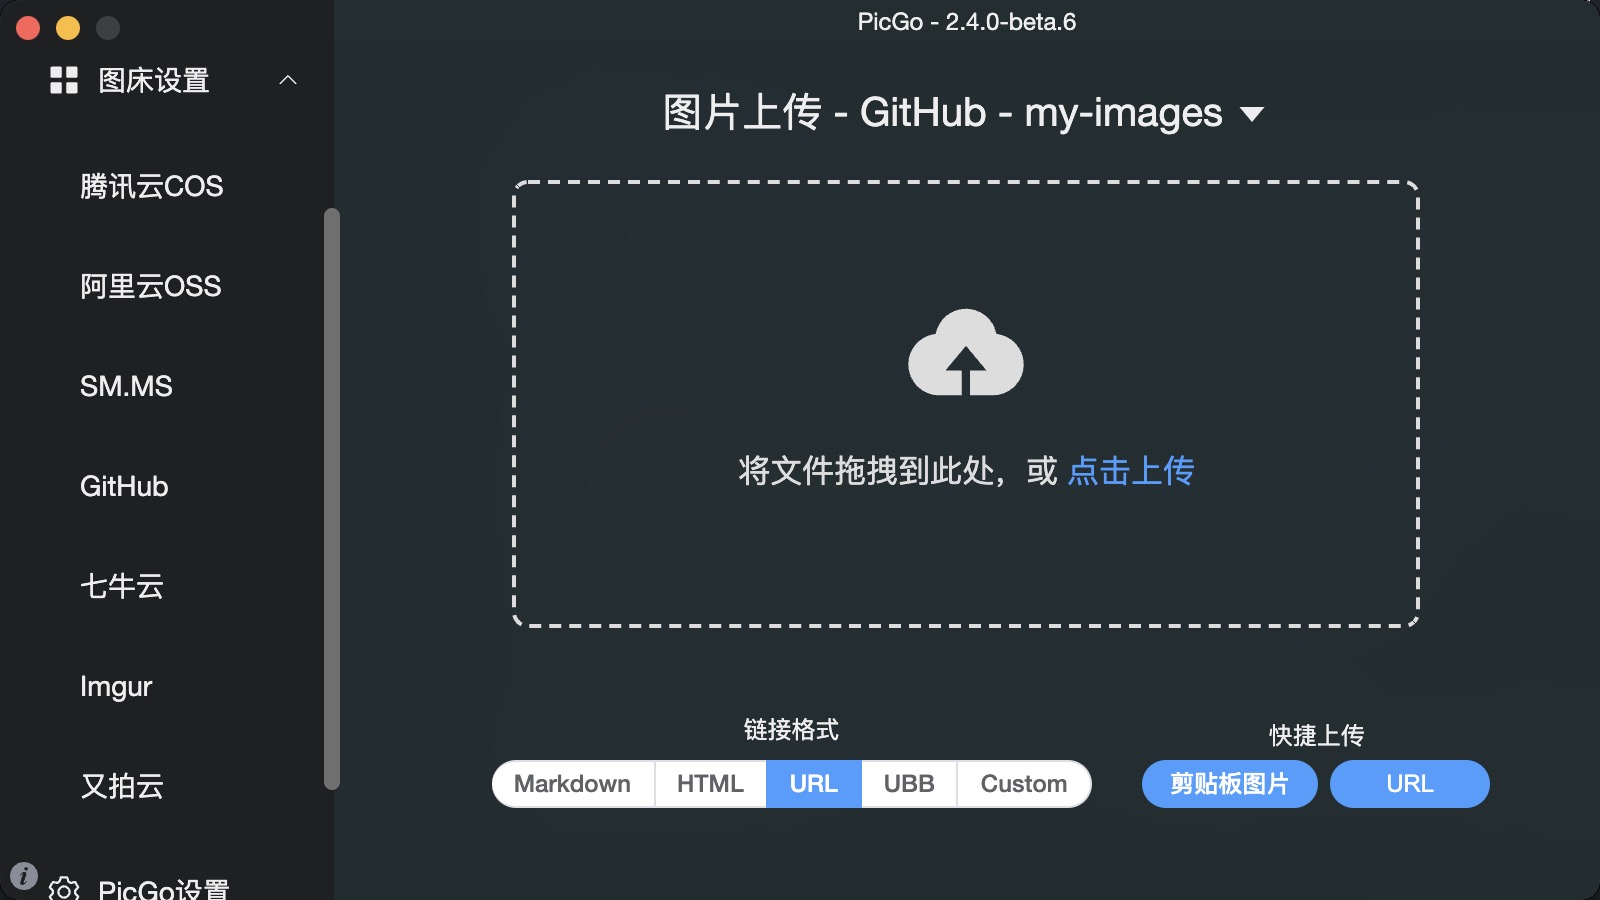 PicGo - 2.4.0-beta.6
图床设置
腾讯云COS
阿里云OSS
SM.MS
GitHub
七牛云
Imgur
又拍云
PicGo设置
图片上传 - GitHub - my-images
将文件拖拽到此处，或 点击上传
链接格式
Markdown HTML URL UBB Custom
快捷上传
剪贴板图片 URL